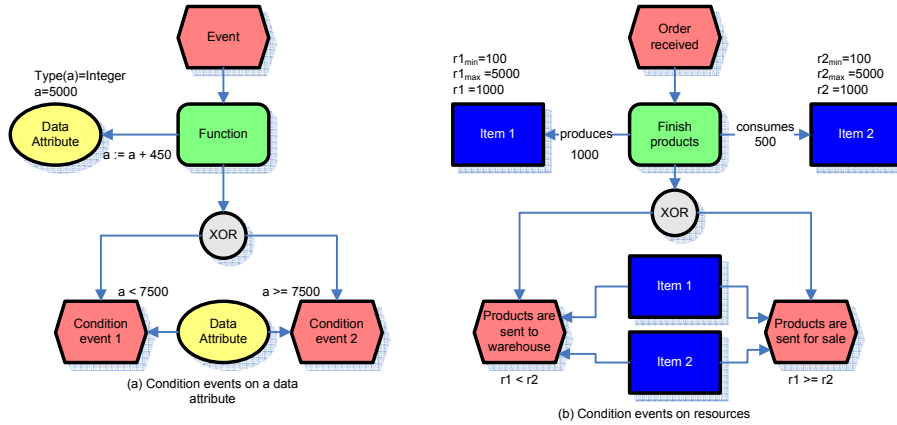 Event
Type(a)=Integer
a=5000
Data
Attribute
Function
a := a + 450
XOR
a < 7500
a >= 7500
Condition
event 1
Data
Attribute
Condition
event 2
(a) Condition events on a data
attribute
Order
received
r1min=100
r1max =5000
r1 =1000
r2min=100
r2max=5000
r2 =1000
Item 1
produces
1000
Finish
products
consumes
500
Item 2
XOR
Item 1
Products are
sent to
warehouse
Products are
sent for sale
Item 2
r1 < r2
r1 >= r2
(b) Condition events on resources